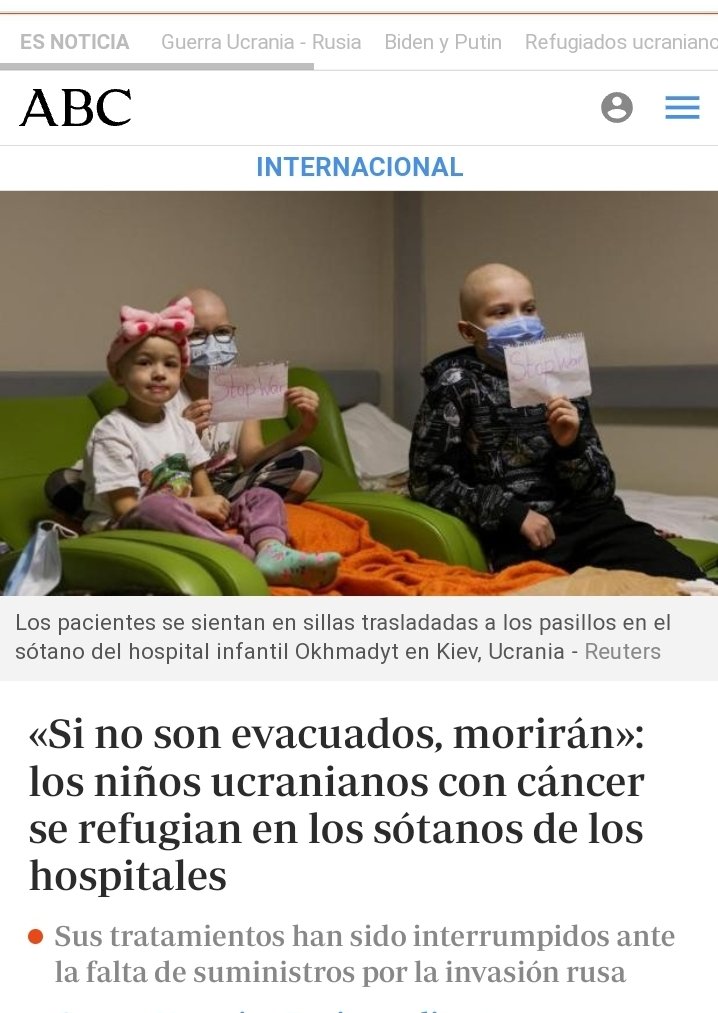 ES NOTICIA Guerra Ucrania - Rusia Biden y Putin Refugiados ucraniano
ABC
INTERNACIONAL
Stop War
Stop War
Los pacientes se sientan en sillas trasladadas a los pasillos en el
sótano del hospital infantil Okhmadyt en Kiev, Ucrania - Reuters
«Si no son evacuados, morirán»:
los niños ucranianos con cáncer
se refugian en los sótanos de los
hospitales
Sus tratamientos han sido interrumpidos ante
la falta de suministros por la invasión rusa